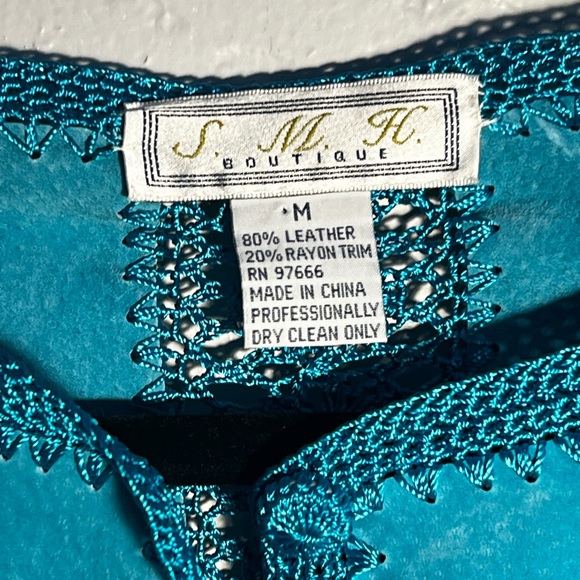 S. M. H.
BOUTIQUE
M
80% LEATHER
20% RAYON TRIM
RN 97666
MADE IN CHINA
PROFESSIONALLY
DRY CLEAN ONLY